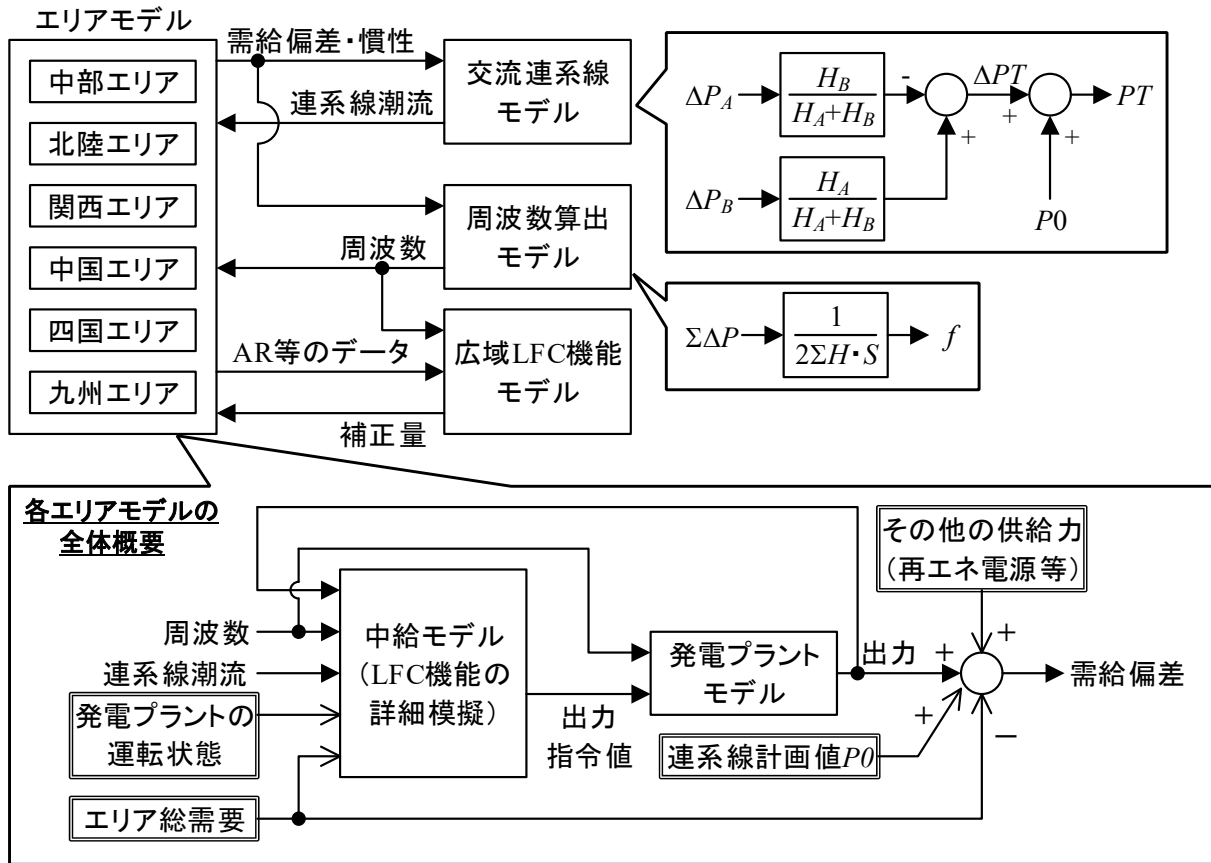 エリアモデル
中部エリア
北陸エリア
関西エリア
中国エリア
四国エリア
九州エリア
需給偏差・慣性
連系線潮流
周波数
AR等のデータ
補正量
交流連系線
モデル
周波数算出
モデル
広域LFC機能
モデル
ΔP_A
H_B
H_A+H_B
-
ΔPT
+
PT
+
ΔP_B
H_A
H_A+H_B
+
P0
ΣΔP
1
2ΣH・S
f
各エリアモデルの
全体概要
周波数
連系線潮流
発電プラントの
運転状態
エリア総需要
中給モデル
(LFC機能の
詳細模擬)
出力
指令値
発電プラント
モデル
出力
その他の供給力
(再エネ電源等)
+
+
+
−
連系線計画値P0
需給偏差